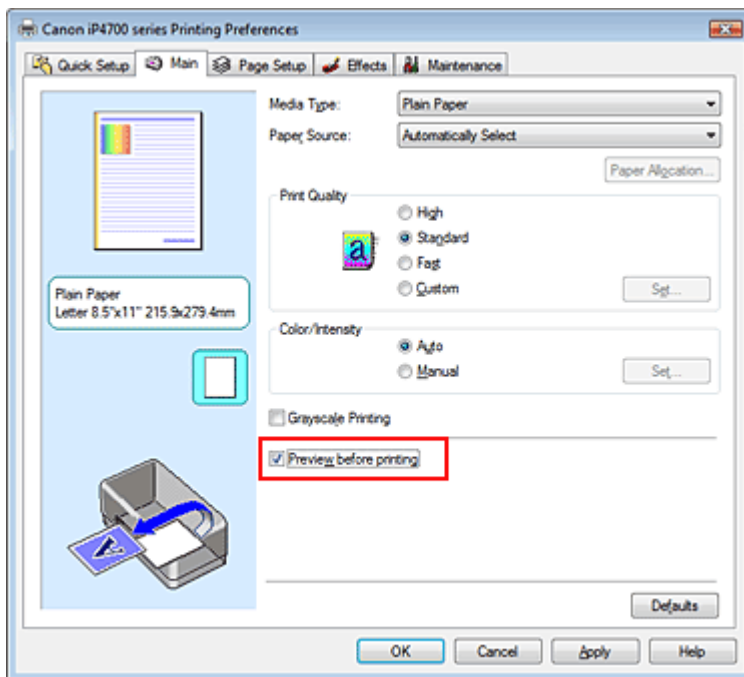 Canon iP4700 series Printing Preferences
Quick Setup
Main
Page Setup
Effects
Maintenance
Media Type:
Plain Paper
Paper Source:
Automatically Select
Paper Allocation...
Print Quality
High
Standard
Fast
Custom
Set...
Plain Paper
Letter 8.5"x11" 215.9x279.4mm
Color/Intensity
Auto
Manual
Set...
Grayscale Printing
Preview before printing
Defaults
OK
Cancel
Apply
Help